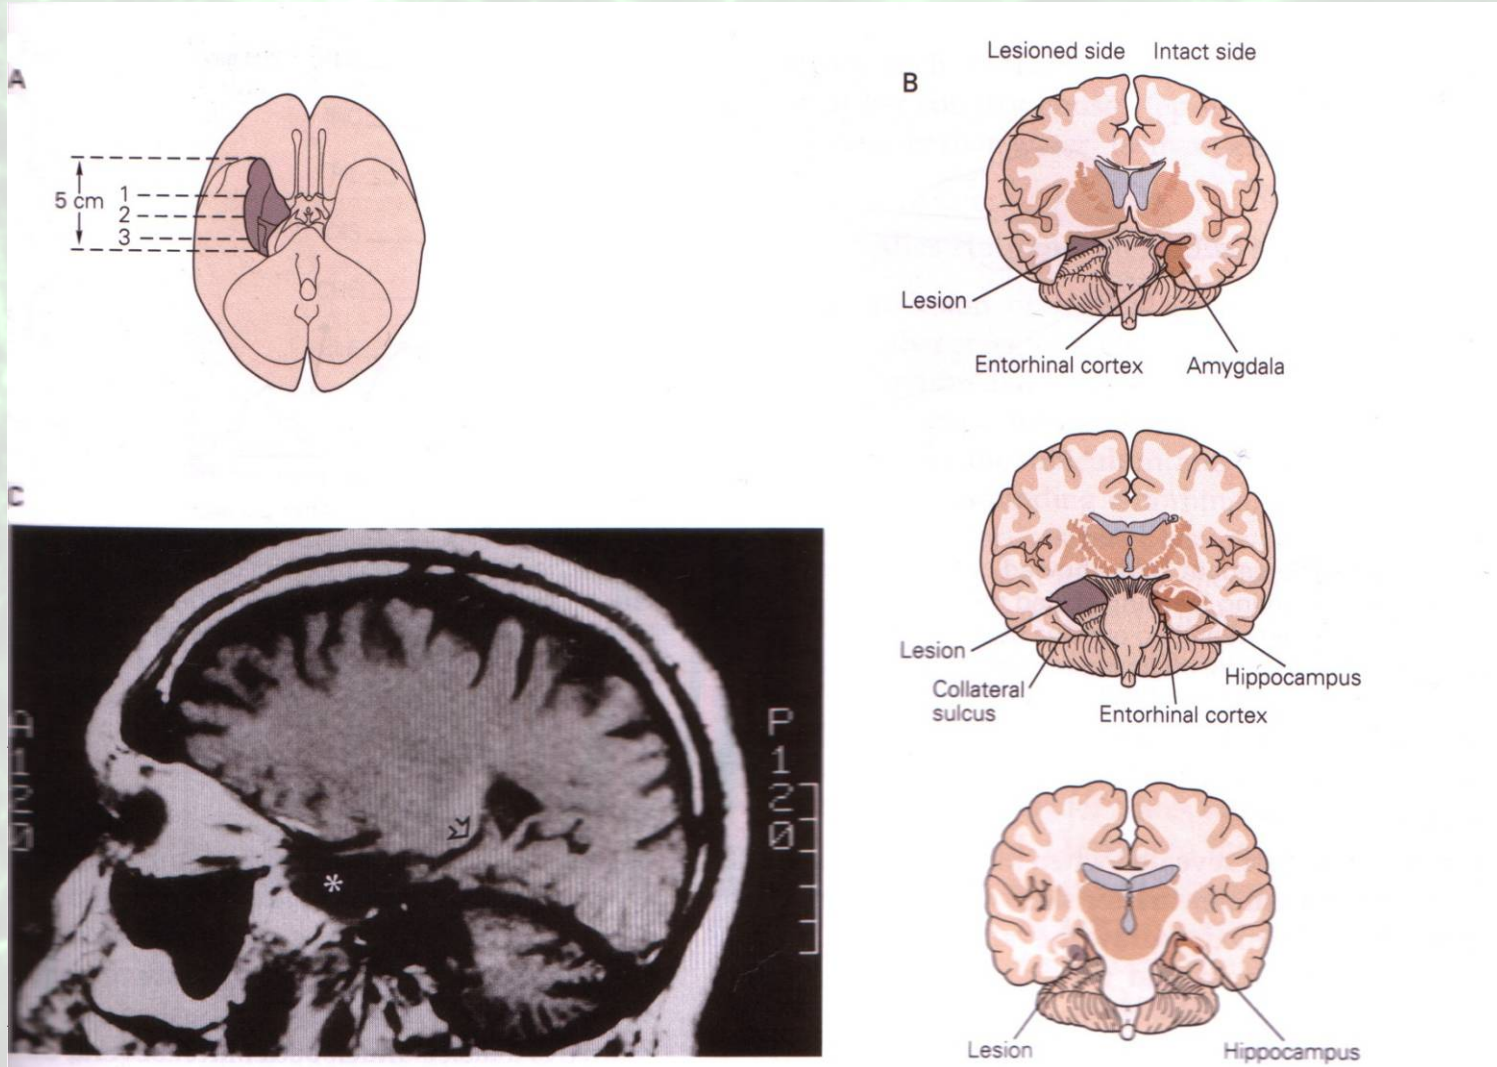 A
5 cm
1
2
3
B
Lesioned side Intact side
Lesion
Entorhinal cortex Amygdala
Lesion
Collateral
sulcus
Hippocampus
Entorhinal cortex
Lesion
Hippocampus
C
A
1
2
0
P
1
2
0
*